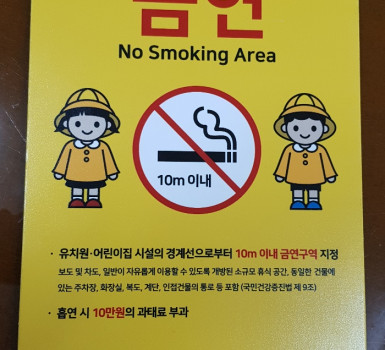 금연
No Smoking Area
10m 이내
· 유치원·어린이집 시설의 경계선으로부터 10m 이내 금연구역 지정
보도 및 차도, 일반이 자유롭게 이용할 수 있도록 개방된 소규모 휴식 공간, 동일한 건물에
있는 주차장, 화장실, 복도, 계단, 인접건물의 통로 등 포함 (국민건강증진법 제 9조)
· 흡연 시 10만원의 과태료 부과